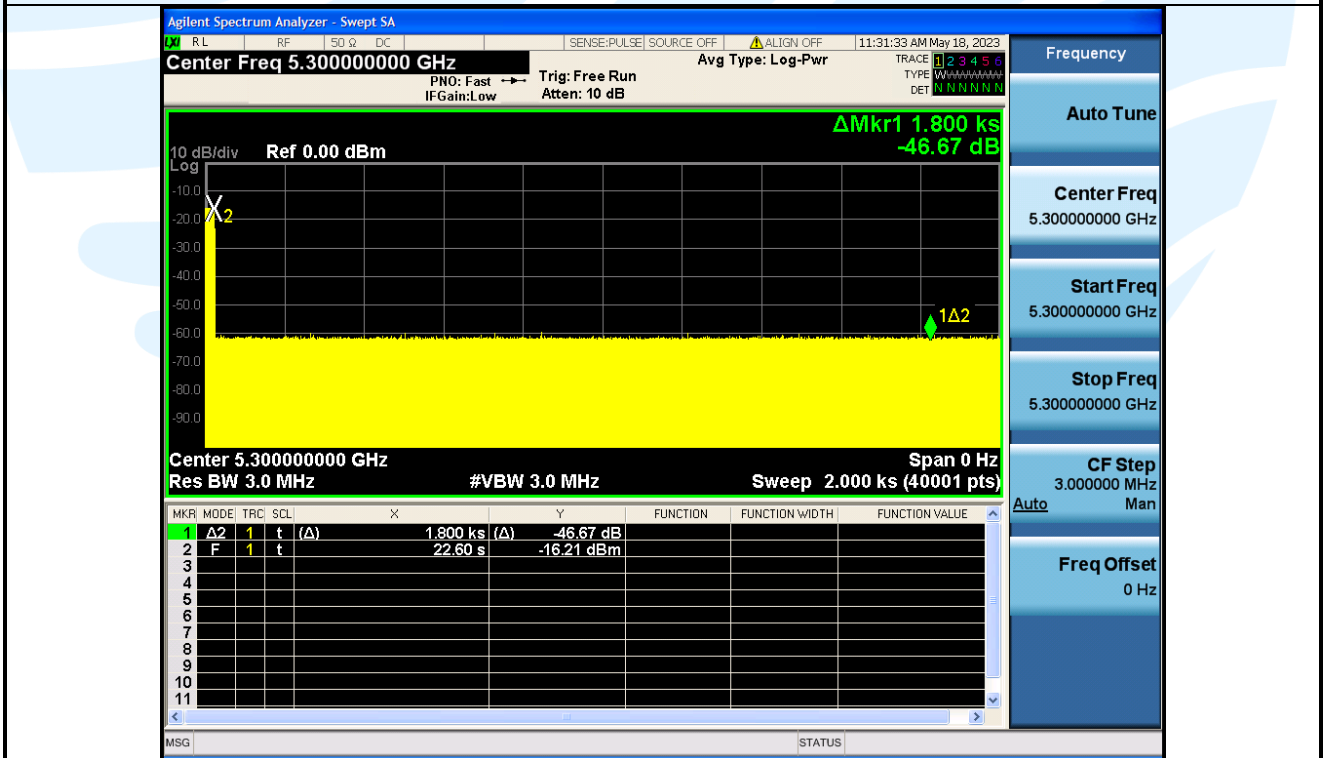 Agilent Spectrum Analyzer - Swept SA
LXI RL RF 50 Ω DC SENSE:PULSE SOURCE OFF ⚠ ALIGN OFF 11:31:33 AM May 18, 2023
Center Freq 5.300000000 GHz
PNO: Fast
IFGain:Low
Trig: Free Run
Atten: 10 dB
Avg Type: Log-Pwr
TRACE 1 2 3 4 5 6
TYPE WWWWWW
DET N N N N N N
ΔMkr1 1.800 ks
-46.67 dB
10 dB/div Ref 0.00 dBm
Log
-10.0
-20.0
-30.0
-40.0
-50.0
-60.0
-70.0
-80.0
-90.0
2
1Δ2
Center 5.300000000 GHz Span 0 Hz
Res BW 3.0 MHz #VBW 3.0 MHz Sweep 2.000 ks (40001 pts)
MKR MODE TRC SCL X Y FUNCTION FUNCTION WIDTH FUNCTION VALUE
1 Δ2 1 t (Δ) 1.800 ks (Δ) -46.67 dB
2 F 1 t 22.60 s -16.21 dBm
3
4
5
6
7
8
9
10
11
MSG STATUS
Frequency
Auto Tune
Center Freq
5.300000000 GHz
Start Freq
5.300000000 GHz
Stop Freq
5.300000000 GHz
CF Step
3.000000 MHz
Auto Man
Freq Offset
0 Hz